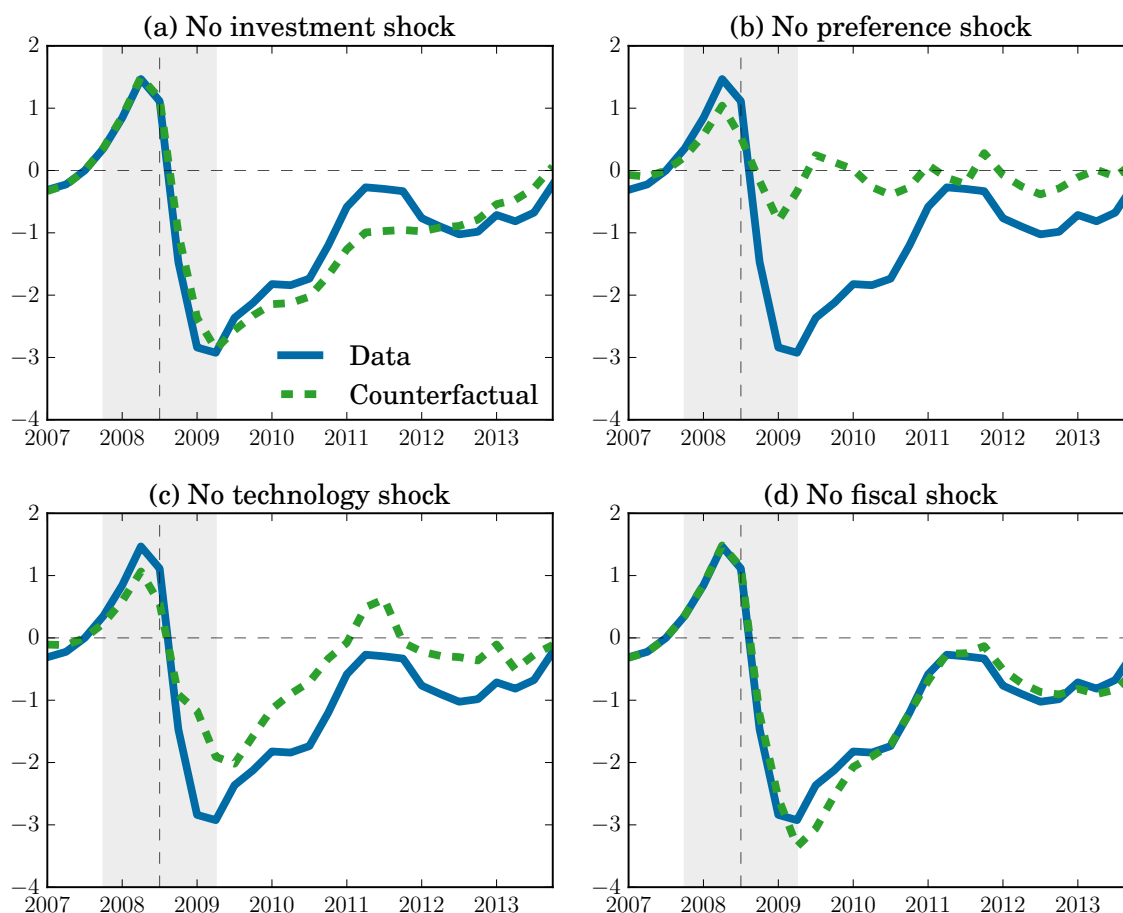 (a) No investment shock
2
1
0
−1
−2
−3
−4
Data
Counterfactual
2007 2008 2009 2010 2011 2012 2013
(b) No preference shock
2
1
0
−1
−2
−3
−4
2007 2008 2009 2010 2011 2012 2013
(c) No technology shock
2
1
0
−1
−2
−3
−4
2007 2008 2009 2010 2011 2012 2013
(d) No fiscal shock
2
1
0
−1
−2
−3
−4
2007 2008 2009 2010 2011 2012 2013